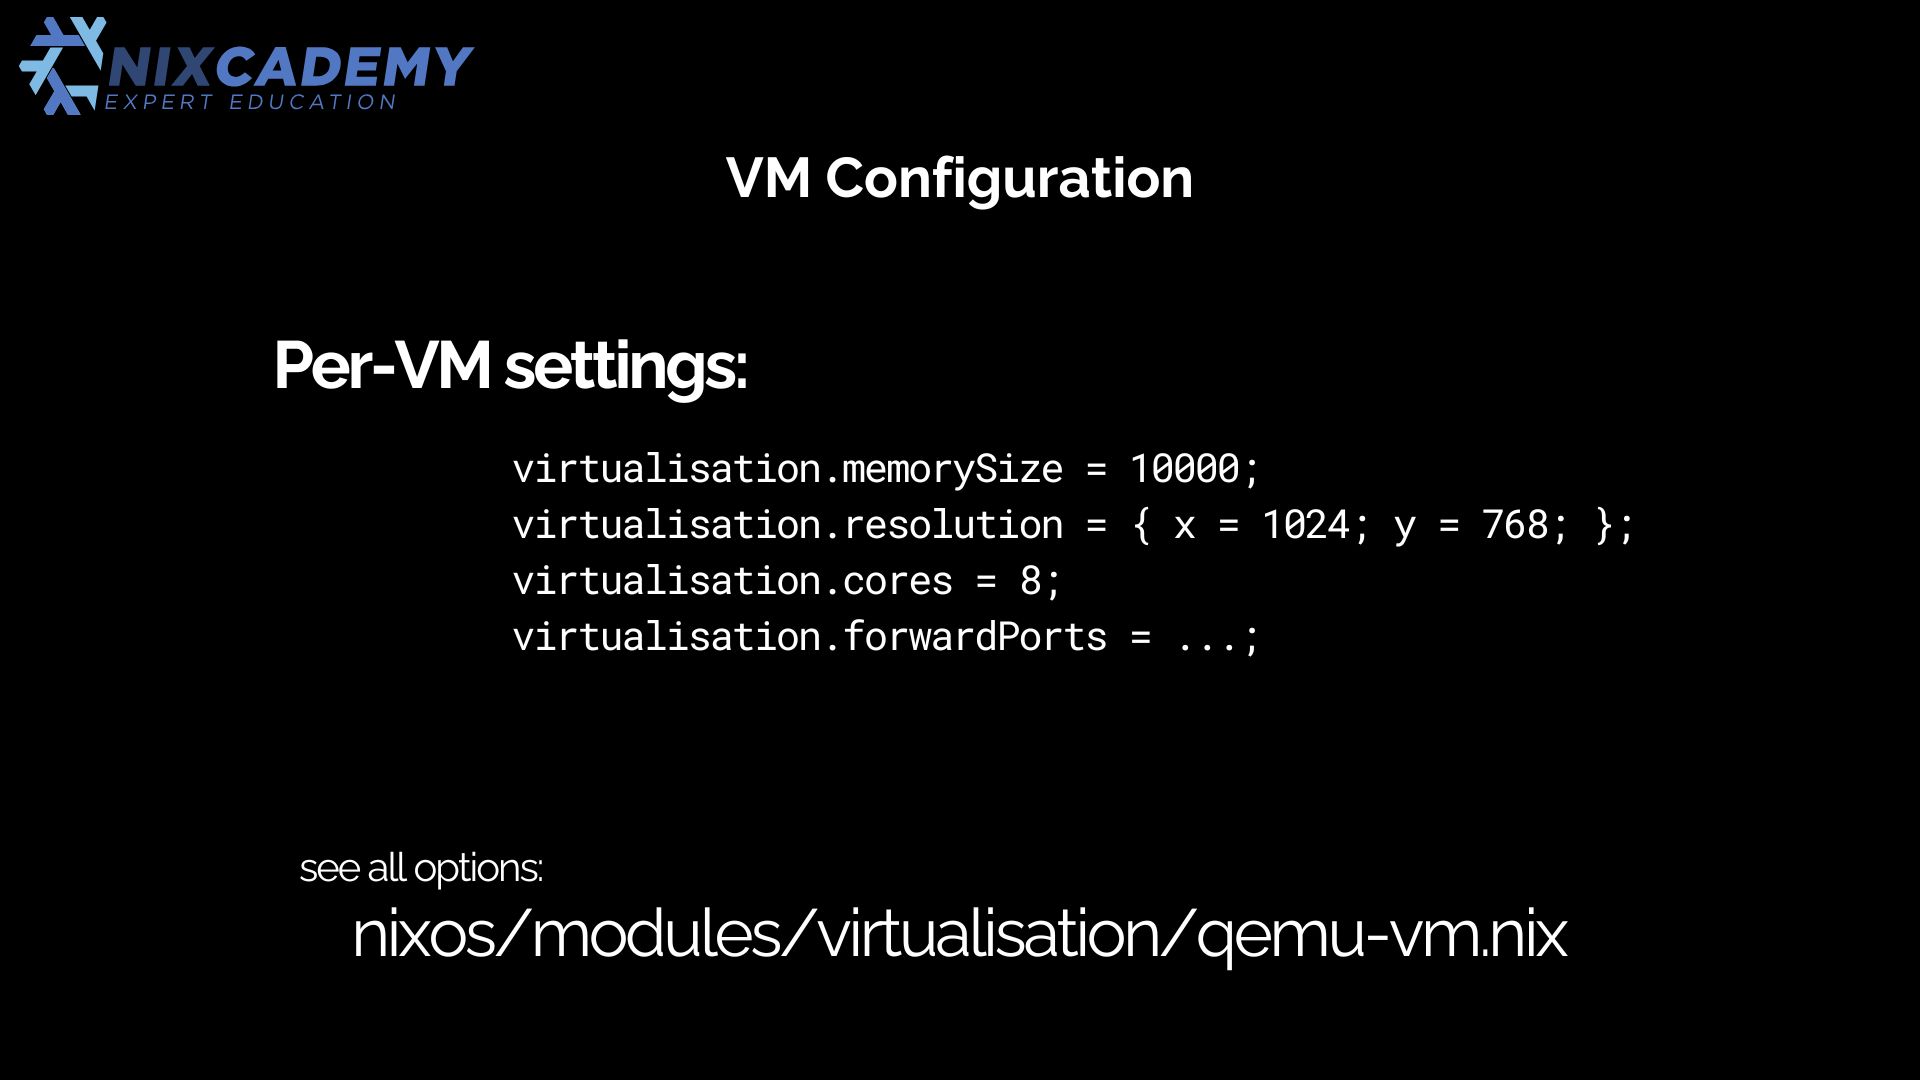 NIXCADEMY
EXPERT EDUCATION
VM Configuration
Per-VM settings:
virtualisation.memorySize = 10000;
virtualisation.resolution = { x = 1024; y = 768; };
virtualisation.cores = 8;
virtualisation.forwardPorts = ...;
see all options:
nixos/modules/virtualisation/qemu-vm.nix